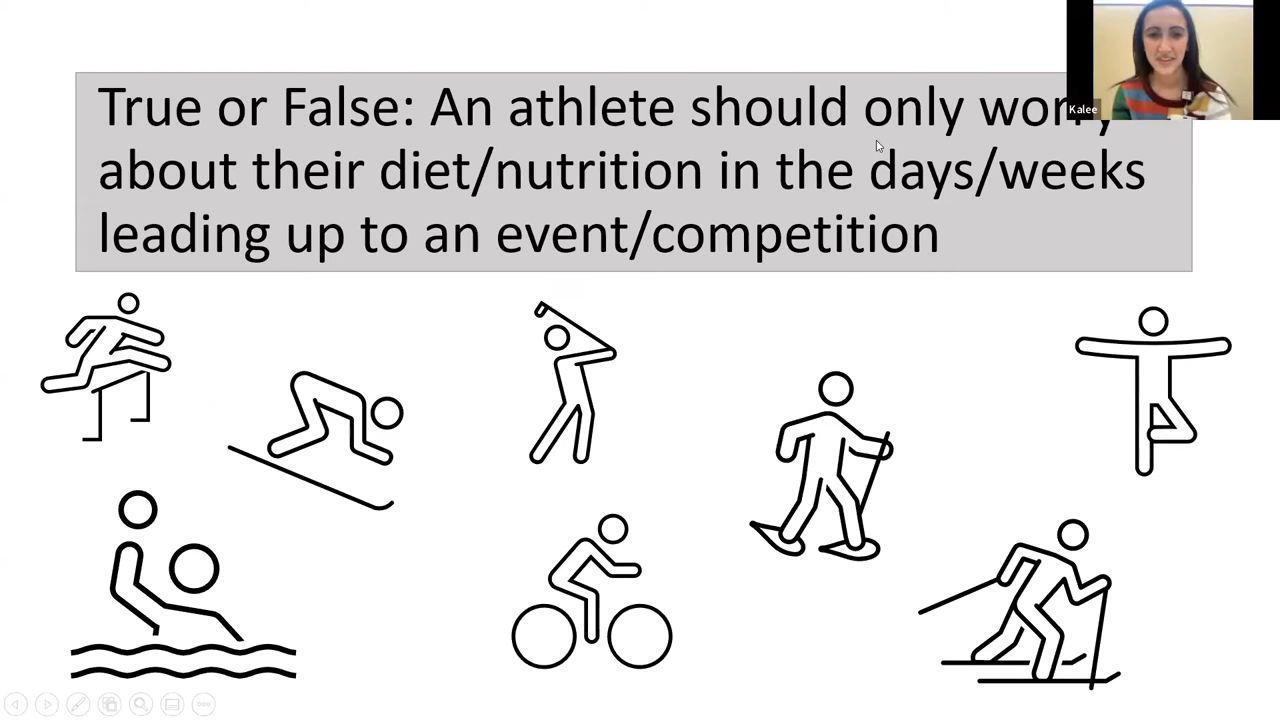 True or False: An athlete should only worry
about their diet/nutrition in the days/weeks
leading up to an event/competition
Kalee